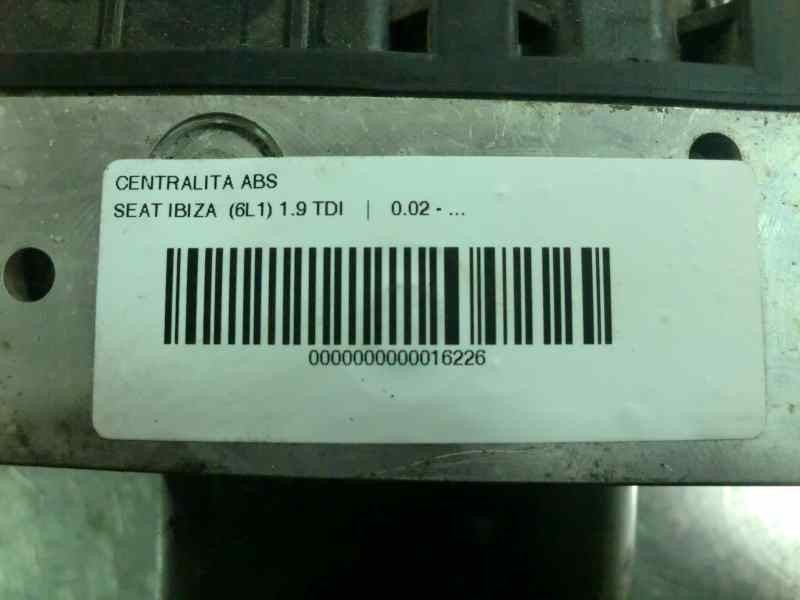 CENTRALITA ABS
SEAT IBIZA (6L1) 1.9 TDI | 0.02 - ...
0000000000016226